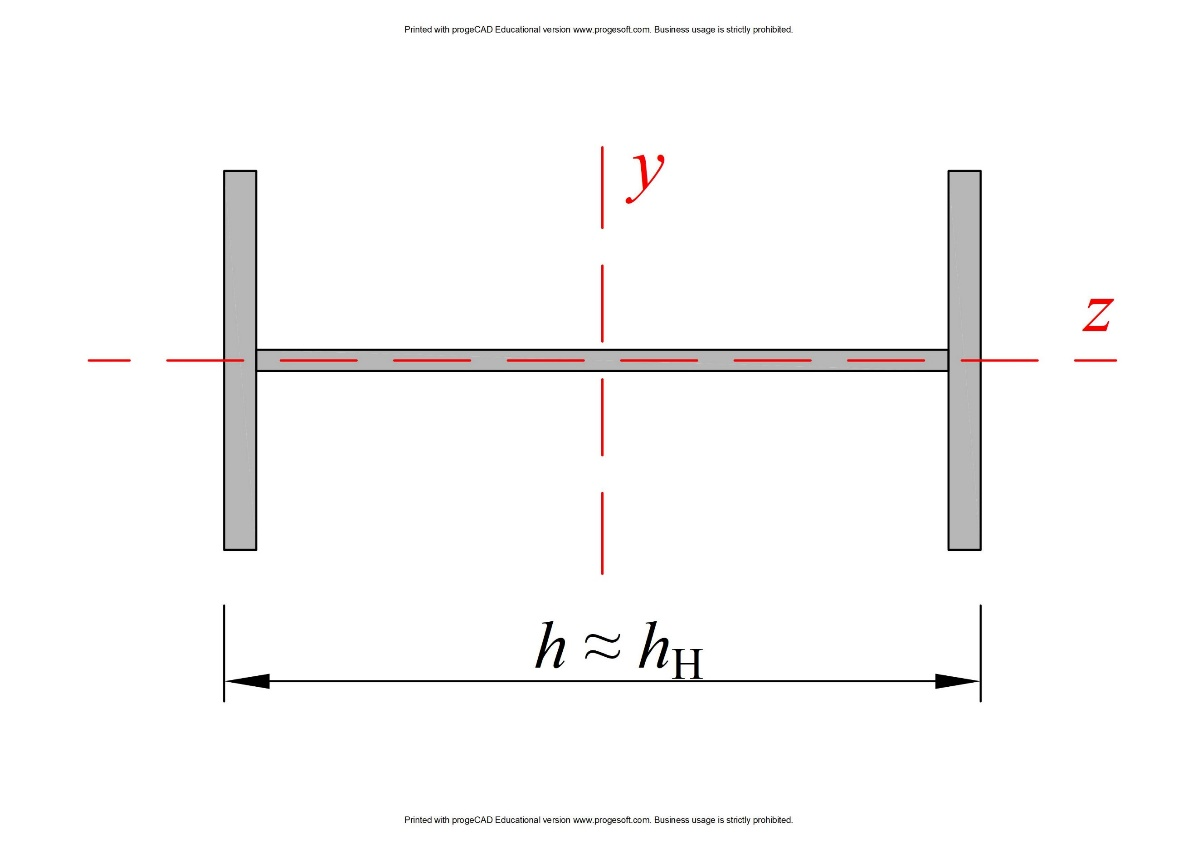 Printed with progeCAD Educational version www.progesoft.com. Business usage is strictly prohibited.
y
z
h ≈ hH
Printed with progeCAD Educational version www.progesoft.com. Business usage is strictly prohibited.